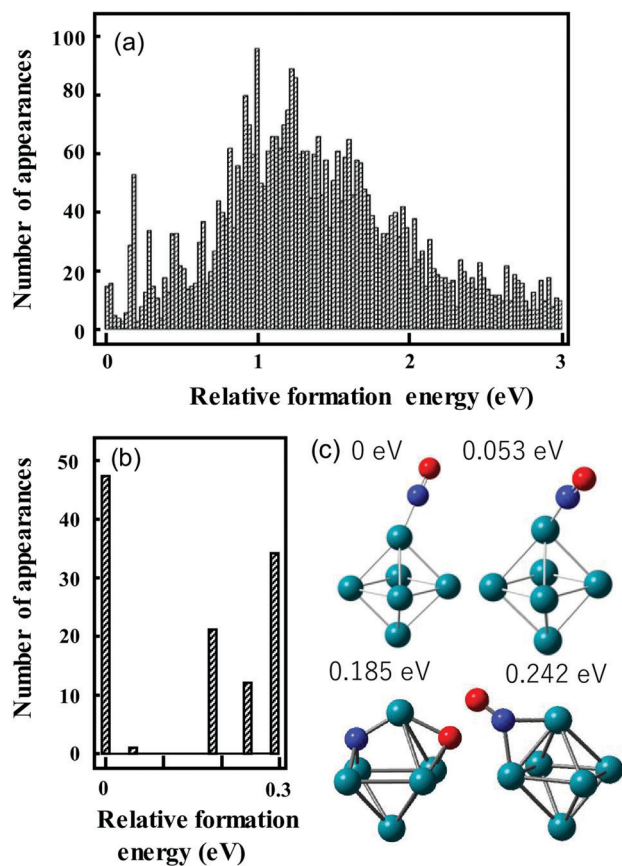 (a)
100
80
60
40
20
0
Number of appearances
0 1 2 3
Relative formation energy (eV)
(b)
50
40
30
20
10
0
Number of appearances
0 0.3
Relative formation
energy (eV)
(c) 0 eV 0.053 eV
0.185 eV 0.242 eV